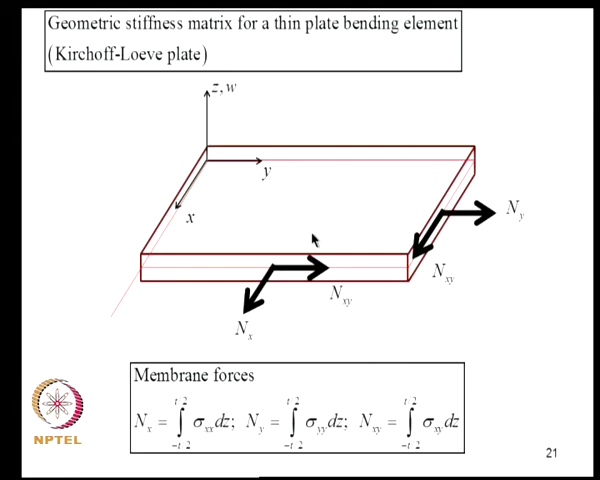 Geometric stiffness matrix for a thin plate bending element
(Kirchoff-Loeve plate)
z, w
y
x
N_y
N_xy
N_xy
N_x
Membrane forces
N_x = ∫_{-t 2}^{t 2} σ_xx dz; N_y = ∫_{-t 2}^{t 2} σ_yy dz; N_xy = ∫_{-t 2}^{t 2} σ_xy dz
NPTEL
21